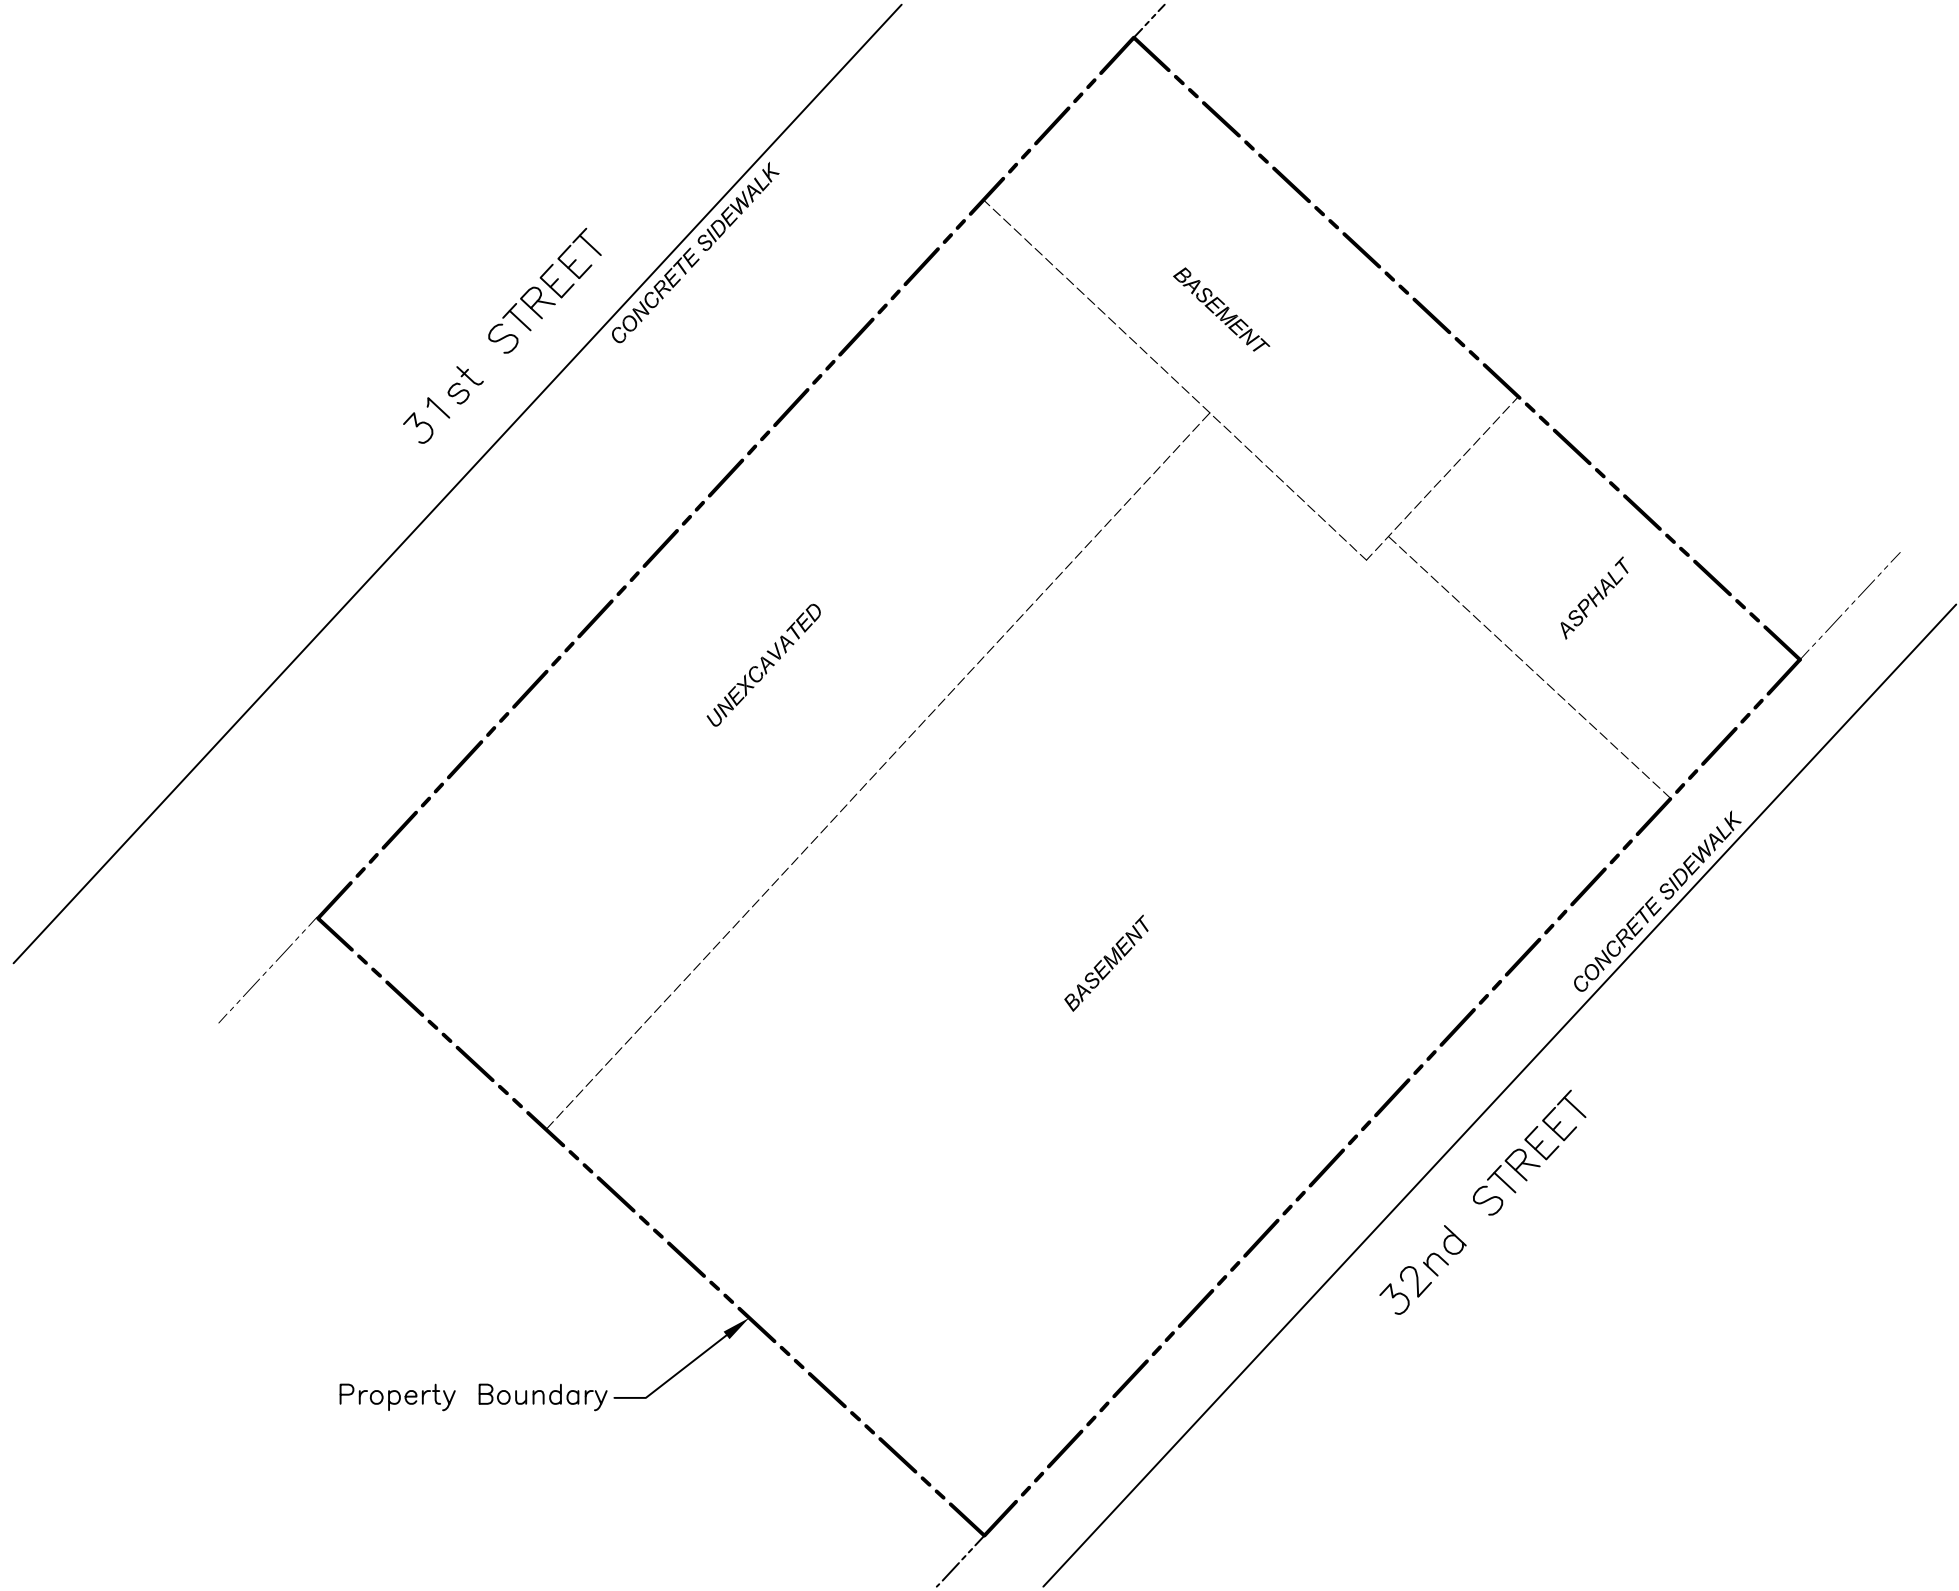 31st STREET
CONCRETE SIDEWALK
BASEMENT
UNEXCAVATED
ASPHALT
BASEMENT
CONCRETE SIDEWALK
32nd STREET
Property Boundary